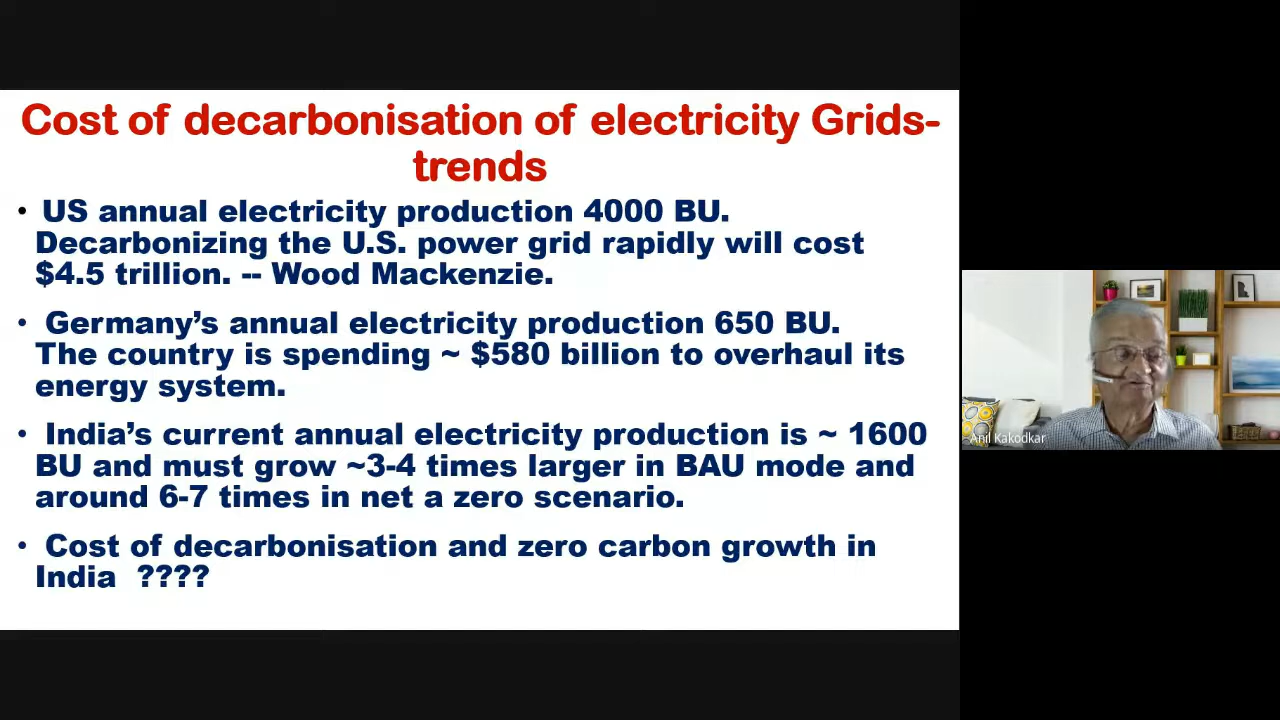 Cost of decarbonisation of electricity Grids-
trends
• US annual electricity production 4000 BU.
Decarbonizing the U.S. power grid rapidly will cost
$4.5 trillion. -- Wood Mackenzie.
• Germany’s annual electricity production 650 BU.
The country is spending ~ $580 billion to overhaul its
energy system.
• India’s current annual electricity production is ~ 1600
BU and must grow ~3-4 times larger in BAU mode and
around 6-7 times in net a zero scenario.
• Cost of decarbonisation and zero carbon growth in
India ????
Anil Kakodkar